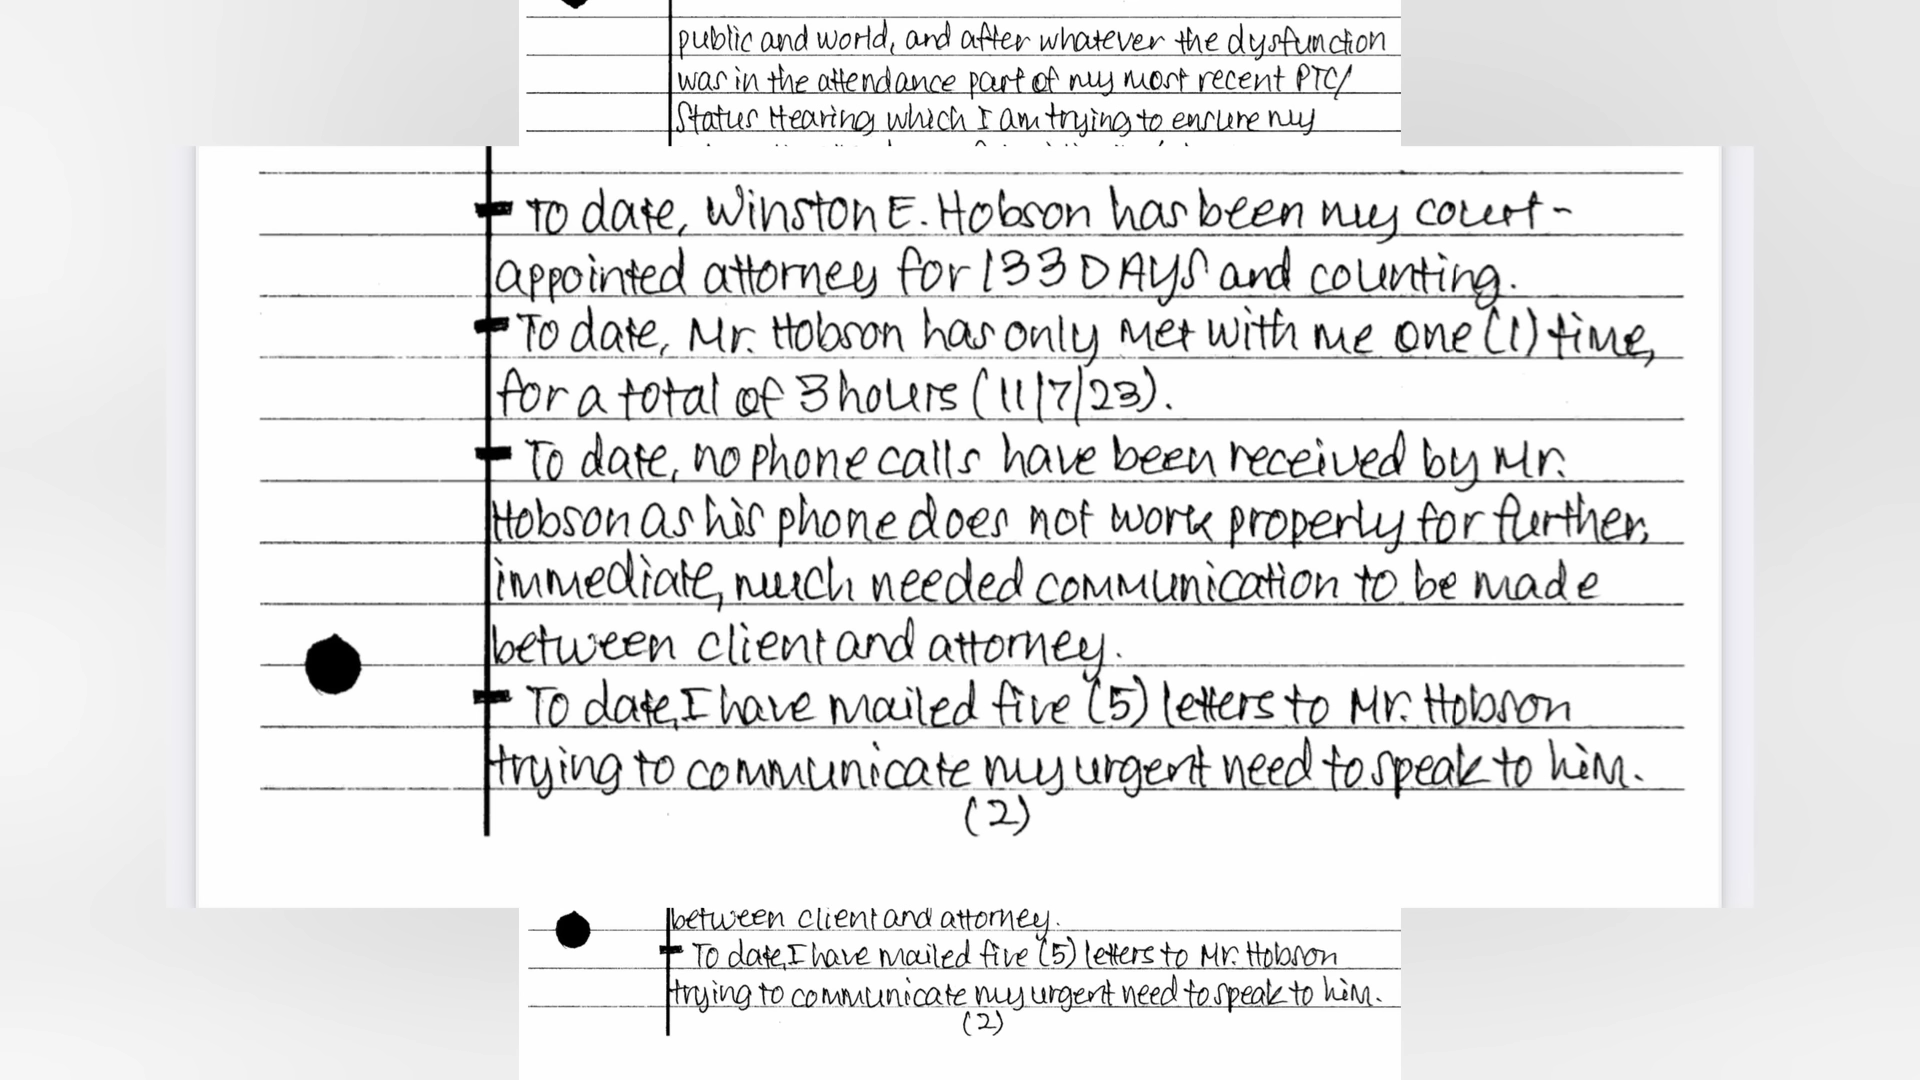 public and world, and after whatever the dysfunction
was in the attendance part of my most recent PTC/
Status Hearing which I am trying to ensure my
- To date, Winston E. Hobson has been my court-
appointed attorney for 133 DAYS and counting.
- To date, Mr. Hobson has only met with me one (1) time,
for a total of 3 hours (11/7/23).
- To date, no phone calls have been received by Mr.
Hobson as his phone does not work properly for further,
immediate, much needed communication to be made
between client and attorney.
- To date, I have mailed five (5) letters to Mr. Hobson
trying to communicate my urgent need to speak to him.
(2)
between client and attorney.
- To date, I have mailed five (5) letters to Mr. Hobson
trying to communicate my urgent need to speak to him.
(2)